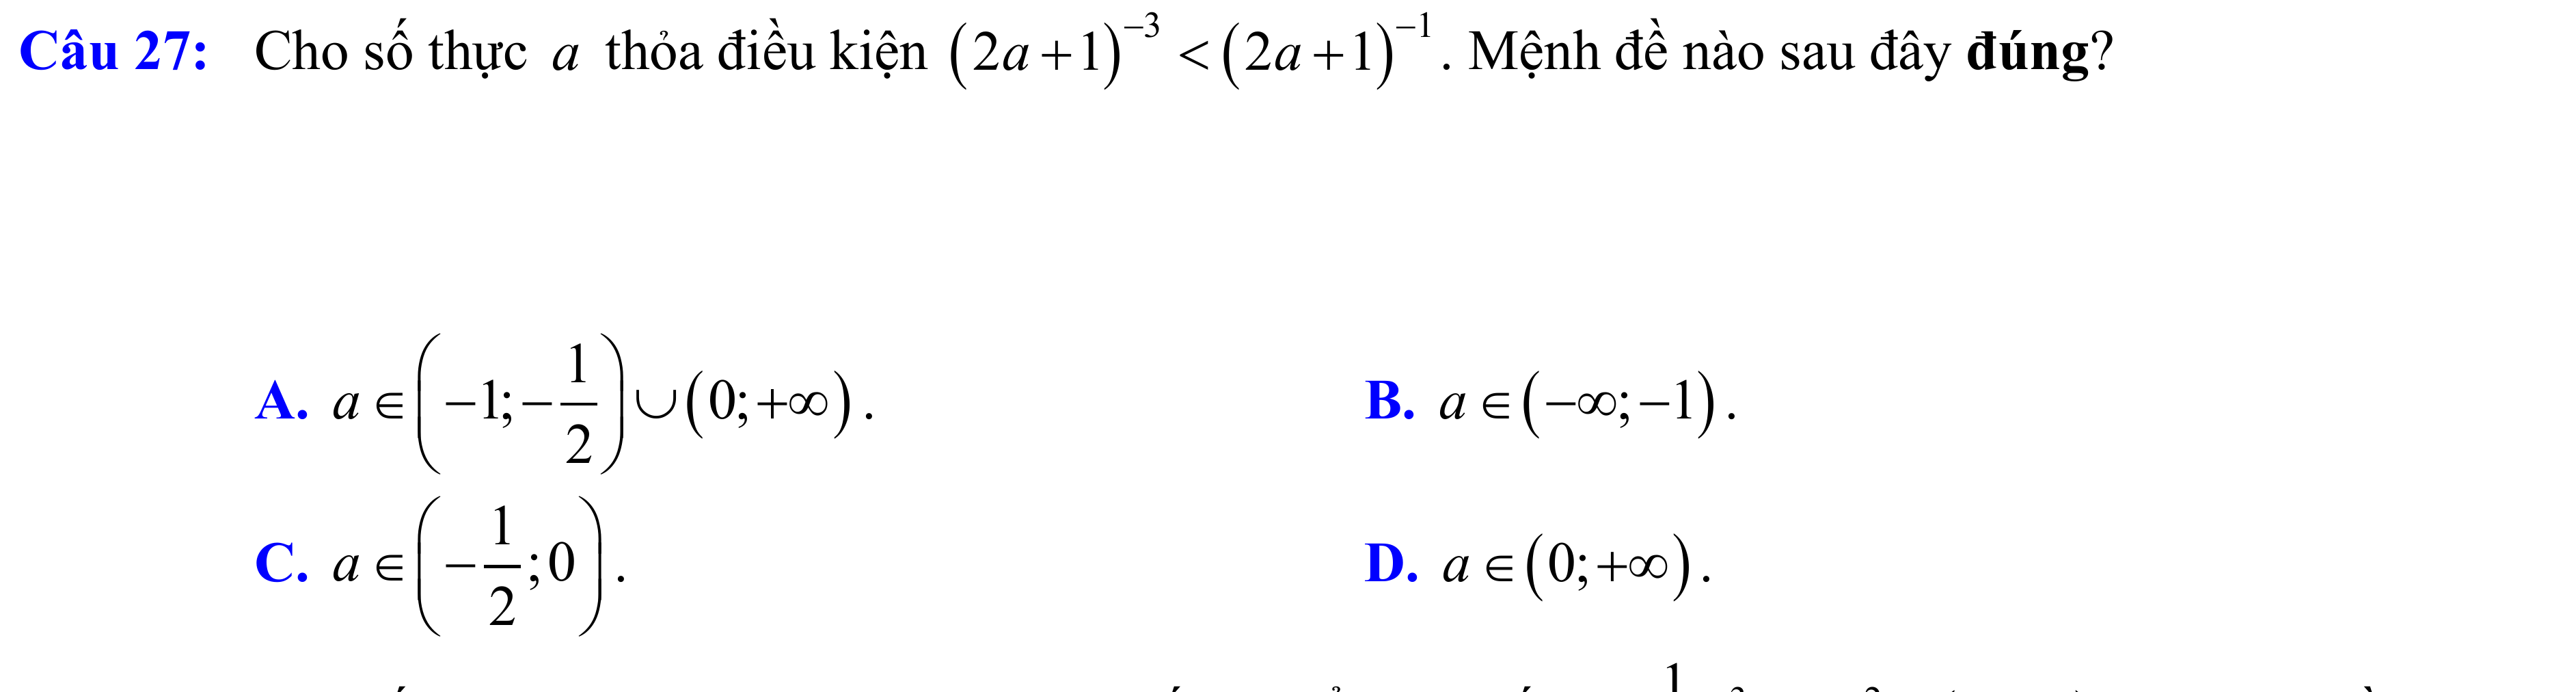 Câu 27: Cho số thực a thỏa điều kiện (2a+1)⁻³ < (2a+1)⁻¹. Mệnh đề nào sau đây đúng?
A. a ∈ (−1; −1/2) ∪ (0; +∞).
B. a ∈ (−∞; −1).
C. a ∈ (−1/2; 0).
D. a ∈ (0; +∞).